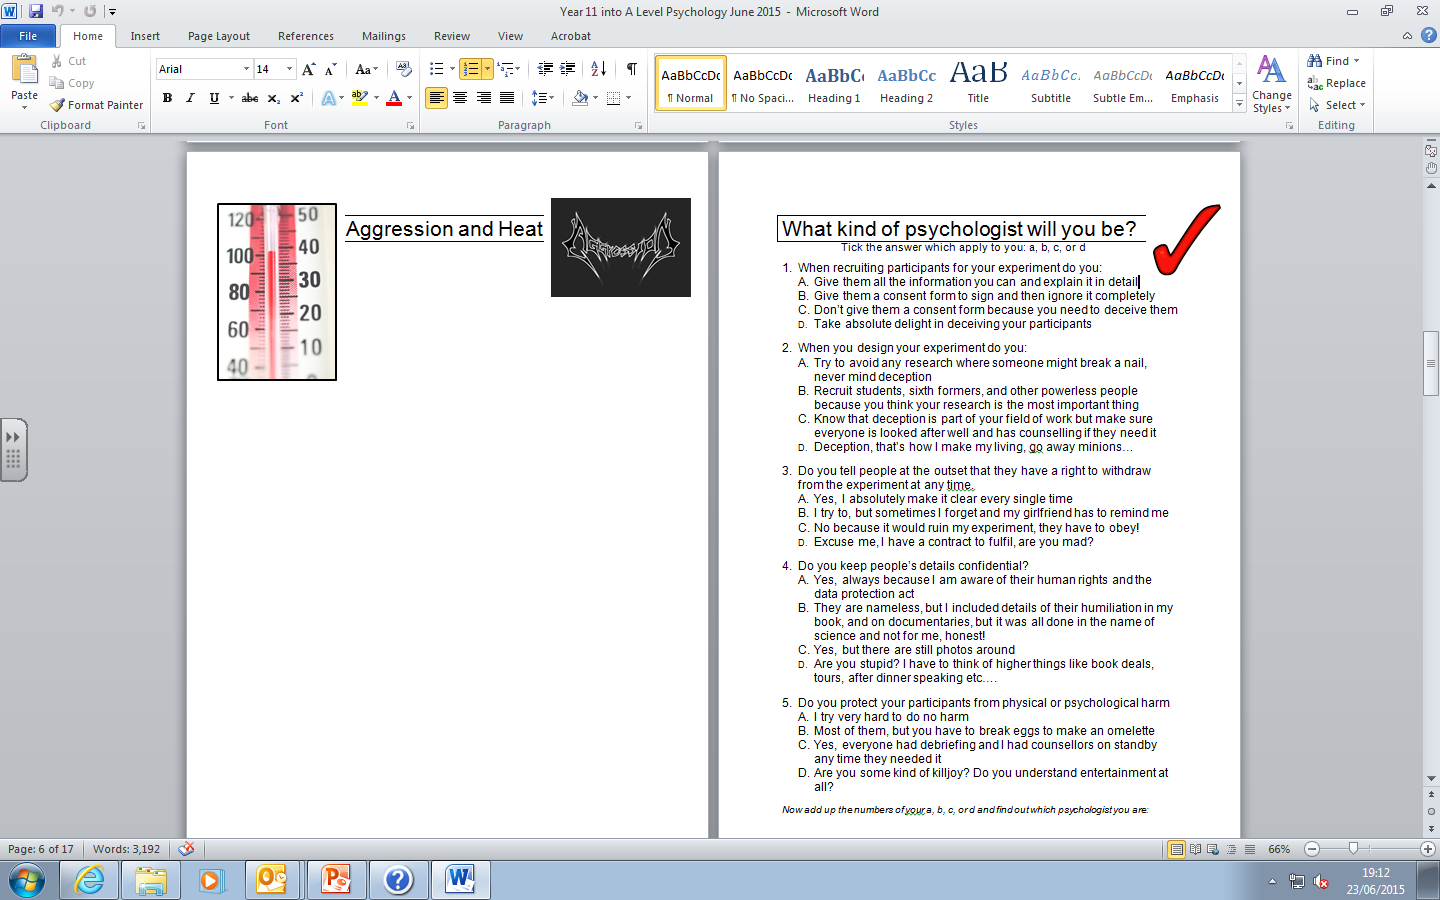 Year 11 into A Level Psychology June 2015 - Microsoft Word
File Home Insert Page Layout References Mailings Review View Acrobat
Paste
Cut
Copy
Format Painter
Clipboard
Arial 14
Font
Paragraph
AaBbCcDc AaBbCcDc AaBbCc AaBbCc AaB AaBbCc. AaBbCcDc AaBbCcDc
¶ Normal ¶ No Spaci... Heading 1 Heading 2 Title Subtitle Subtle Em... Emphasis
Change Styles
Styles
Find
Replace
Select
Editing
120 50
100 40
80 30
60 20
40 10
Aggression and Heat
Aggression
What kind of psychologist will you be?
Tick the answer which apply to you: a, b, c, or d
1. When recruiting participants for your experiment do you:
A. Give them all the information you can and explain it in detail
B. Give them a consent form to sign and then ignore it completely
C. Don't give them a consent form because you need to deceive them
D. Take absolute delight in deceiving your participants
2. When you design your experiment do you:
A. Try to avoid any research where someone might break a nail,
never mind deception
B. Recruit students, sixth formers, and other powerless people
because you think your research is the most important thing
C. Know that deception is part of your field of work but make sure
everyone is looked after well and has counselling if they need it
D. Deception, that's how I make my living, go away minions…
3. Do you tell people at the outset that they have a right to withdraw
from the experiment at any time.
A. Yes, I absolutely make it clear every single time
B. I try to, but sometimes I forget and my girlfriend has to remind me
C. No because it would ruin my experiment, they have to obey!
D. Excuse me, I have a contract to fulfil, are you mad?
4. Do you keep people's details confidential?
A. Yes, always because I am aware of their human rights and the
data protection act
B. They are nameless, but I included details of their humiliation in my
book, and on documentaries, but it was all done in the name of
science and not for me, honest!
C. Yes, but there are still photos around
D. Are you stupid? I have to think of higher things like book deals,
tours, after dinner speaking etc….
5. Do you protect your participants from physical or psychological harm
A. I try very hard to do no harm
B. Most of them, but you have to break eggs to make an omelette
C. Yes, everyone had debriefing and I had counsellors on standby
any time they needed it
D. Are you some kind of killjoy? Do you understand entertainment at
all?
Now add up the numbers of your a, b, c, or d and find out which psychologist you are:
Page: 6 of 17 Words: 3,192 66%
19:12
23/06/2015